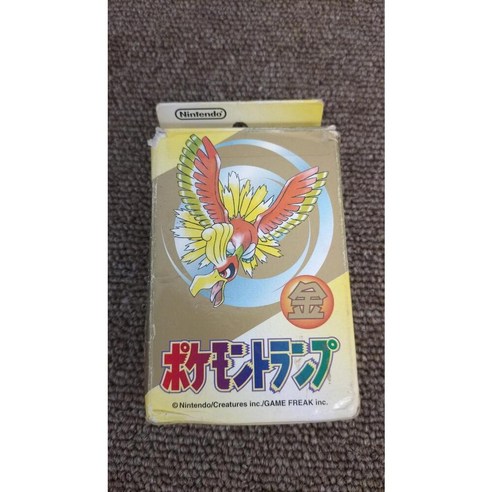 Nintendo
金
ポケモントランプ
©Nintendo/Creatures inc./GAME FREAK inc.